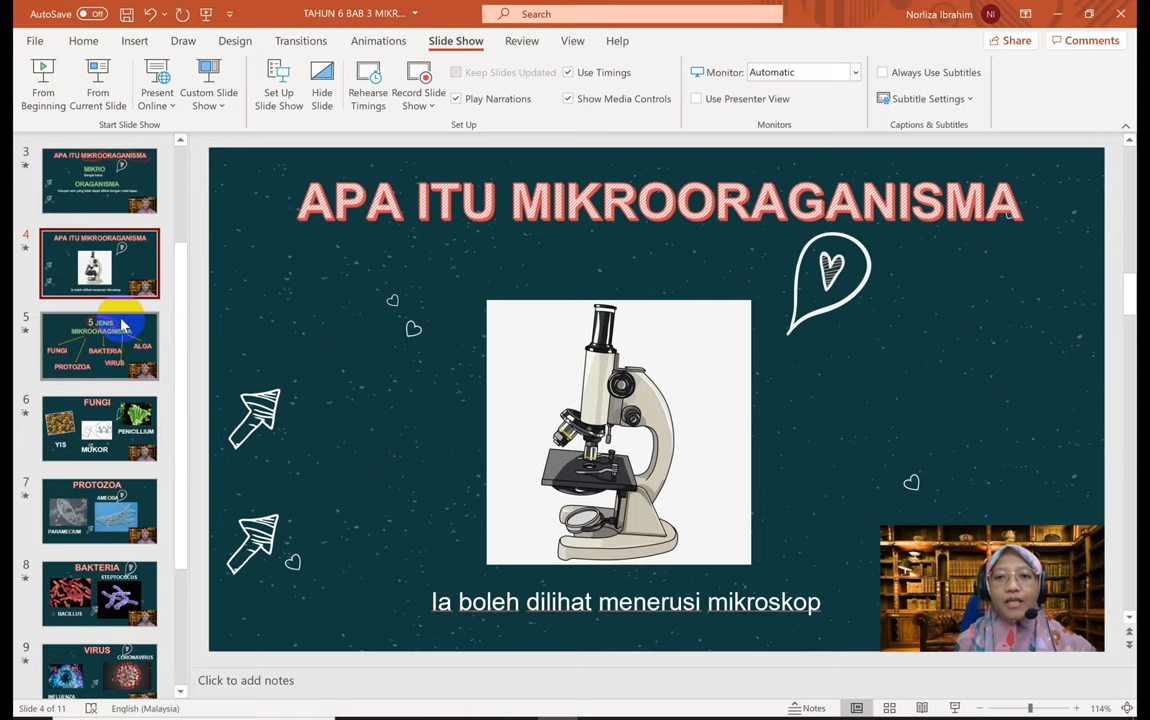 AutoSave Off
TAHUN 6 BAB 3 MIKR...
Search
Norliza Ibrahim NI
File Home Insert Draw Design Transitions Animations Slide Show Review View Help
Share Comments
From Beginning
From Current Slide
Present Online
Custom Slide Show
Start Slide Show
Set Up Slide Show
Hide Slide
Rehearse Timings
Record Slide Show
Keep Slides Updated
Use Timings
Play Narrations
Show Media Controls
Set Up
Monitor: Automatic
Use Presenter View
Monitors
Always Use Subtitles
Subtitle Settings
Captions & Subtitles
3
APA ITU MIKROORAGANISMA
MIKRO
ORAGANISMA
4
APA ITU MIKROORAGANISMA
Ia boleh dilihat menerusi mikroskop
5
5 JENIS
FUNGI
BAKTERIA
ALGA
PROTOZOA
VIRUS
6
FUNGI
YIS
MUKOR
PENICILLIUM
7
PROTOZOA
AMEOBA
PARAMECIUM
8
BAKTERIA
STEPTOCOCCUS
BACILLUS
9
VIRUS
CORONAVIRUS
INFLUENZA
APA ITU MIKROORAGANISMA
Ia boleh dilihat menerusi mikroskop
Click to add notes
Slide 4 of 11
English (Malaysia)
Notes
114%